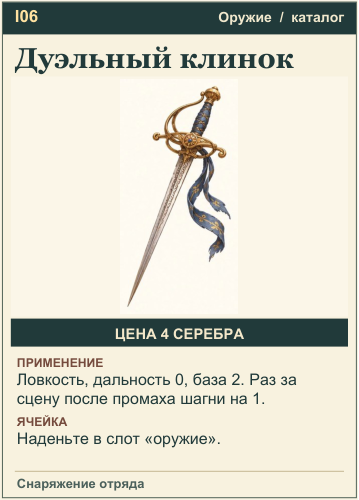 I06
Оружие / каталог
Дуэльный клинок
ЦЕНА 4 СЕРЕБРА
ПРИМЕНЕНИЕ
Ловкость, дальность 0, база 2. Раз за
сцену после промаха шагни на 1.
ЯЧЕЙКА
Наденьте в слот «оружие».
Снаряжение отряда